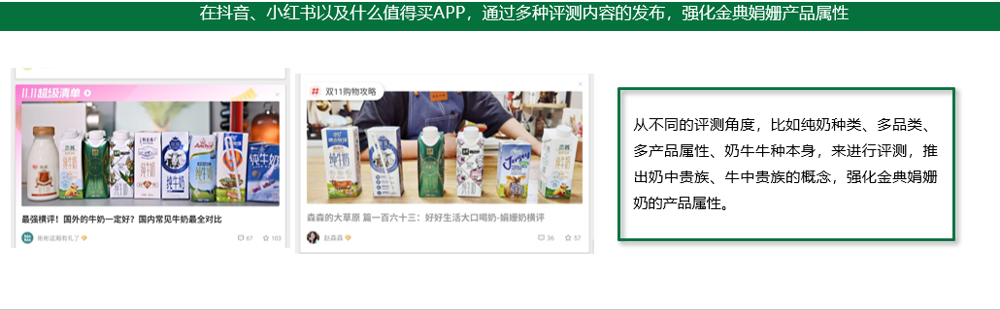 在抖音、小红书以及什么值得买APP，通过多种评测内容的发布，强化金典娟姗产品属性
11.11超级清单
最强横评！国外的牛奶一定好？国内常见牛奶最全对比
67
103
# 双11购物攻略
纯牛奶
Jersey
纯牛奶
森森的大草原 篇一百六十三：好好生活大口喝奶-娟姗奶横评
赵森森
36
57
从不同的评测角度，比如纯奶种类、多品类、
多产品属性、奶牛牛种本身，来进行评测，推
出奶中贵族、牛中贵族的概念，强化金典娟姗
奶的产品属性。